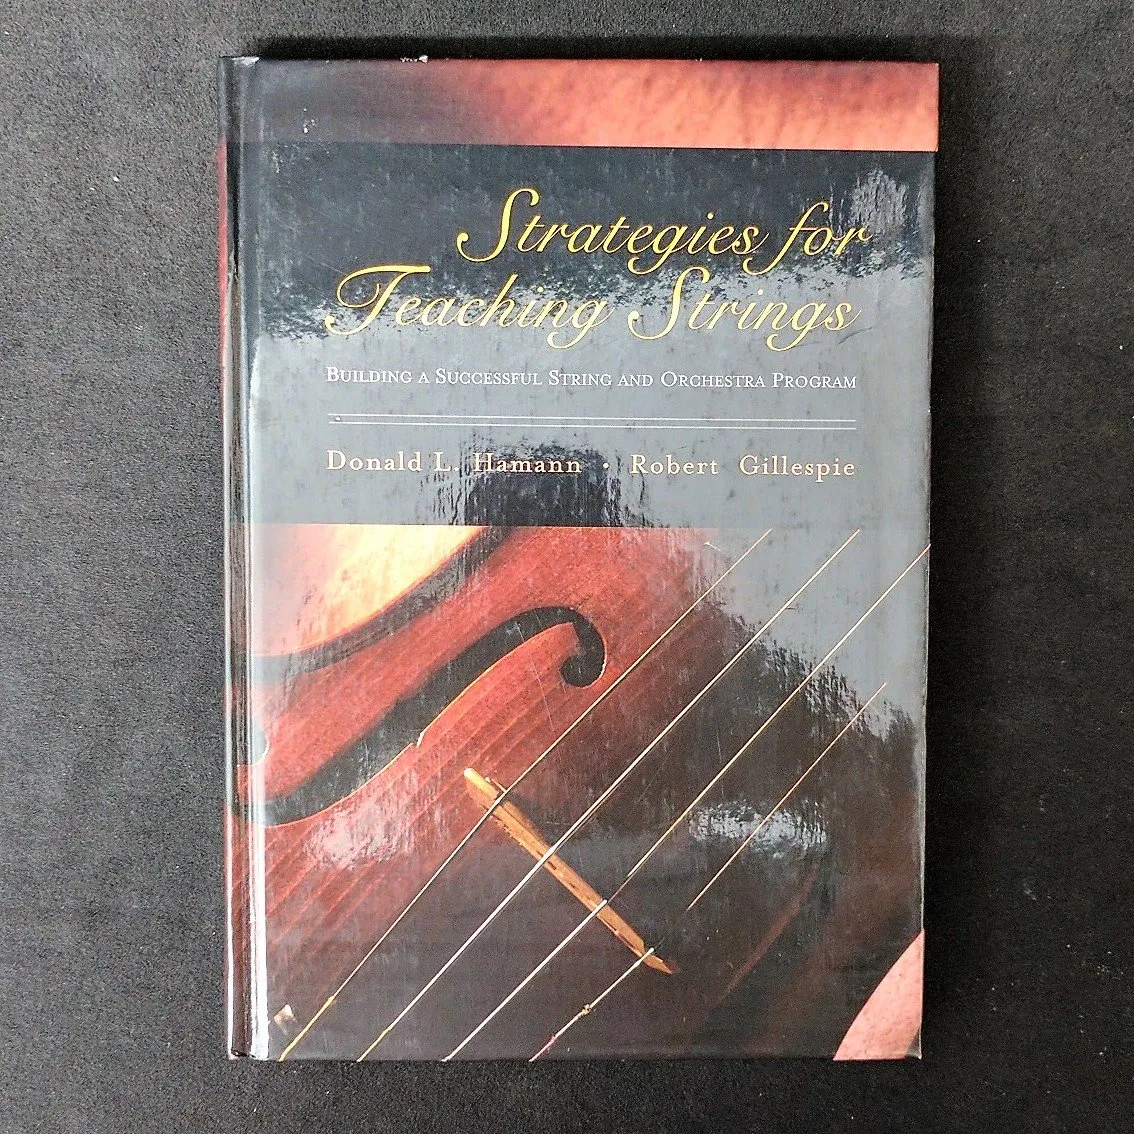 Strategies for
Teaching Strings
BUILDING A SUCCESSFUL STRING AND ORCHESTRA PROGRAM
Donald L. Hamann • Robert Gillespie